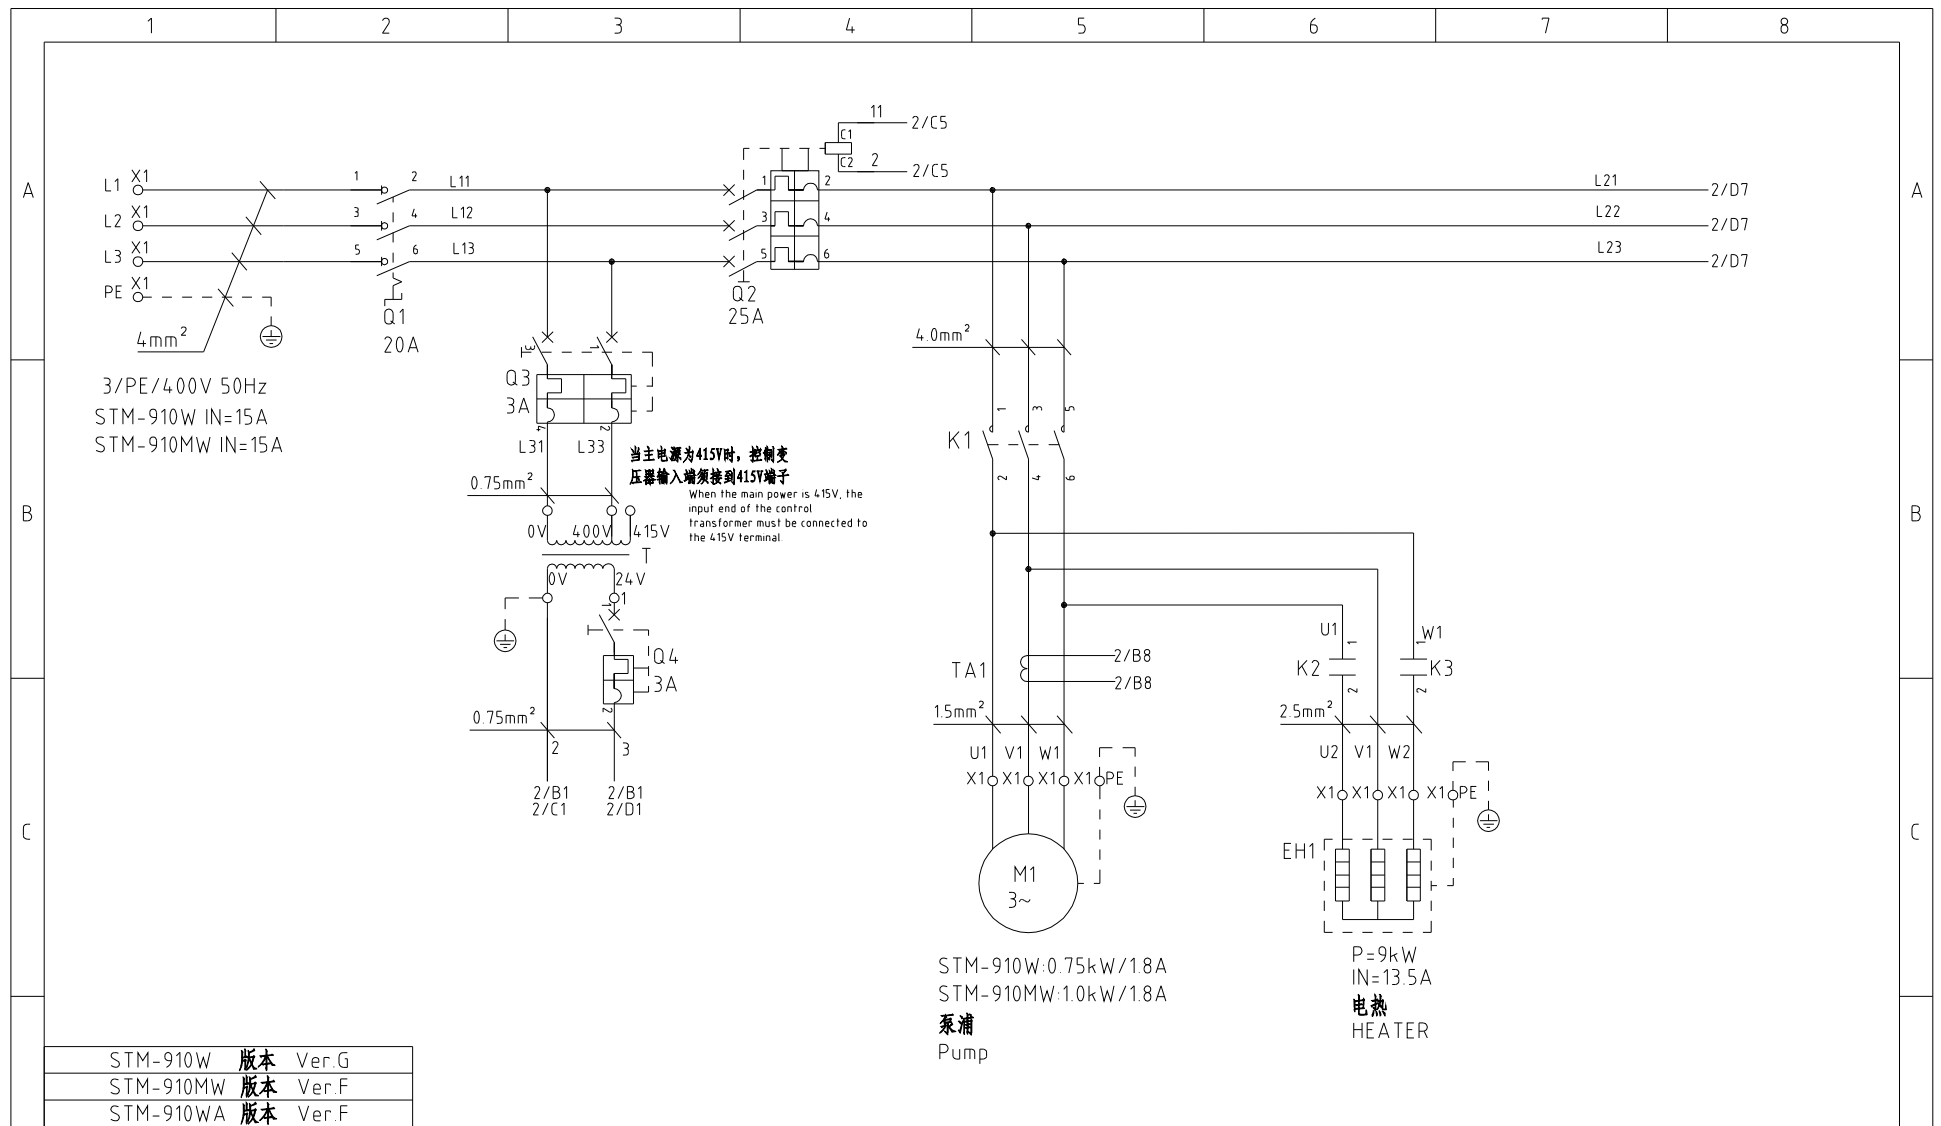 1 2 3 4 5 6 7 8
11
2/C5
C1
C2 2
2/C5
A A
L1 X1 1 2 L11 1 2 L21 2/D7
L2 X1 3 4 L12 3 4 L22 2/D7
L3 X1 5 6 L13 5 6 L23 2/D7
PE X1
Q1
20A
Q2
25A
4mm²
4.0mm²
3/PE/400V 50Hz
STM-910W IN=15A
STM-910MW IN=15A
3 1
Q3
3A
4 2
L31 L33
当主电源为415V时，控制变
压器输入端须接到415V端子
When the main power is 415V, the
input end of the control
transformer must be connected to
the 415V terminal.
0.75mm²
0V 400V 415V
T
0V 24V
1
1
Q4
3A
2
0.75mm²
2 3
2/B1 2/B1
2/C1 2/D1
1 3 5
K1
2 4 6
B B
TA1
2/B8
2/B8
1.5mm²
U1 V1 W1
X1 X1 X1 X1 PE
M1
3~
STM-910W:0.75kW/1.8A
STM-910MW:1.0kW/1.8A
泵浦
Pump
U1 1 W1 1
K2 K3
2 2
2.5mm²
U2 V1 W2
X1 X1 X1 X1 PE
EH1
P=9kW
IN=13.5A
电热
HEATER
C C
STM-910W 版本 Ver.G
STM-910MW 版本 Ver.F
STM-910WA 版本 Ver.F